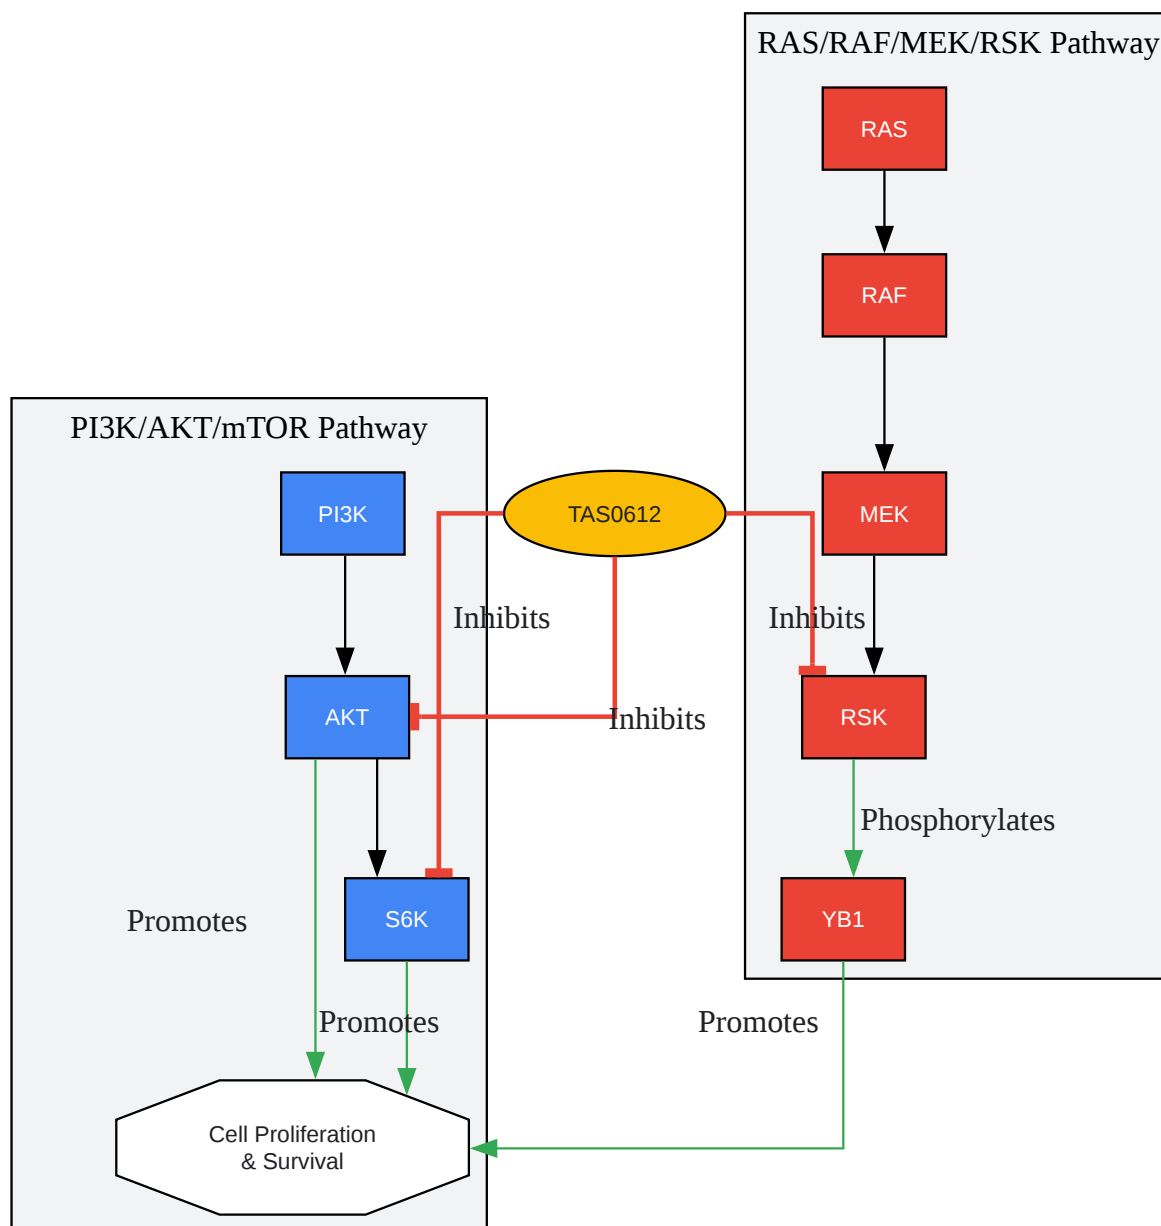 RAS/RAF/MEK/RSK Pathway
RAS
RAF
PI3K/AKT/mTOR Pathway
PI3K
TAS0612
MEK
Inhibits
Inhibits
AKT
Inhibits
RSK
Phosphorylates
Promotes
S6K
YB1
Promotes
Promotes
Cell Proliferation
& Survival